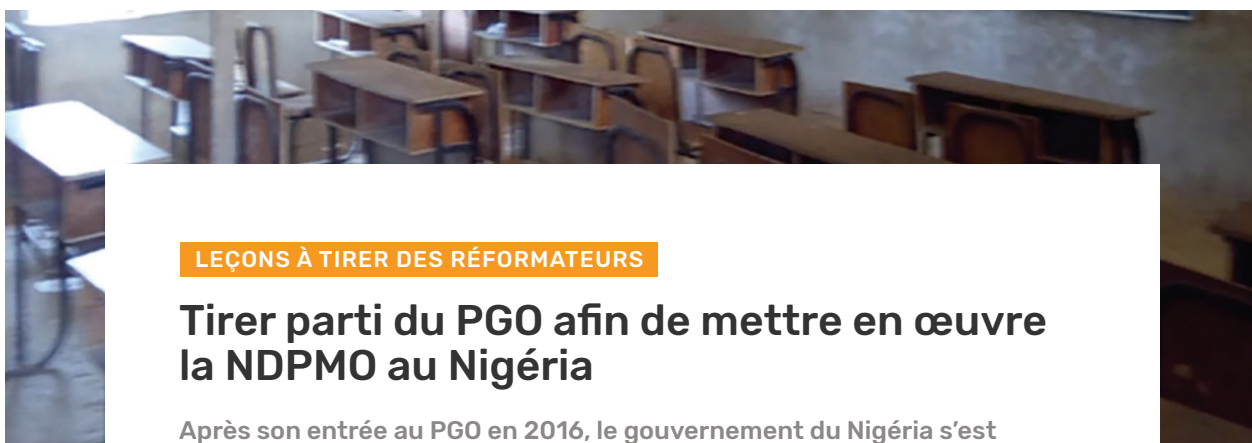 LEÇONS À TIRER DES RÉFORMATEURS
Tirer parti du PGO afin de mettre en œuvre
la NDPMO au Nigéria
Après son entrée au PGO en 2016, le gouvernement du Nigéria s’est